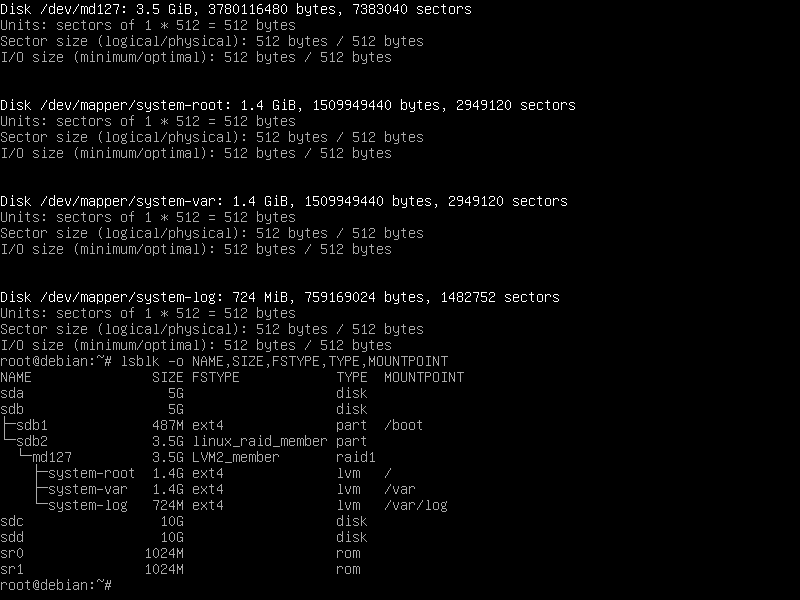 Disk /dev/md127: 3.5 GiB, 3780116480 bytes, 7383040 sectors
Units: sectors of 1 * 512 = 512 bytes
Sector size (logical/physical): 512 bytes / 512 bytes
I/O size (minimum/optimal): 512 bytes / 512 bytes
Disk /dev/mapper/system-root: 1.4 GiB, 1509949440 bytes, 2949120 sectors
Units: sectors of 1 * 512 = 512 bytes
Sector size (logical/physical): 512 bytes / 512 bytes
I/O size (minimum/optimal): 512 bytes / 512 bytes
Disk /dev/mapper/system-var: 1.4 GiB, 1509949440 bytes, 2949120 sectors
Units: sectors of 1 * 512 = 512 bytes
Sector size (logical/physical): 512 bytes / 512 bytes
I/O size (minimum/optimal): 512 bytes / 512 bytes
Disk /dev/mapper/system-log: 724 MiB, 759169024 bytes, 1482752 sectors
Units: sectors of 1 * 512 = 512 bytes
Sector size (logical/physical): 512 bytes / 512 bytes
I/O size (minimum/optimal): 512 bytes / 512 bytes
root@debian:~# lsblk -o NAME,SIZE,FSTYPE,TYPE,MOUNTPOINT
NAME               SIZE FSTYPE            TYPE  MOUNTPOINT
sda                  5G                   disk
sdb                  5G                   disk
├─sdb1             487M ext4              part  /boot
└─sdb2             3.5G linux_raid_member part
  └─md127          3.5G LVM2_member       raid1
    ├─system-root  1.4G ext4              lvm   /
    ├─system-var   1.4G ext4              lvm   /var
    └─system-log   724M ext4              lvm   /var/log
sdc                 10G                   disk
sdd                 10G                   disk
sr0               1024M                   rom
sr1               1024M                   rom
root@debian:~#